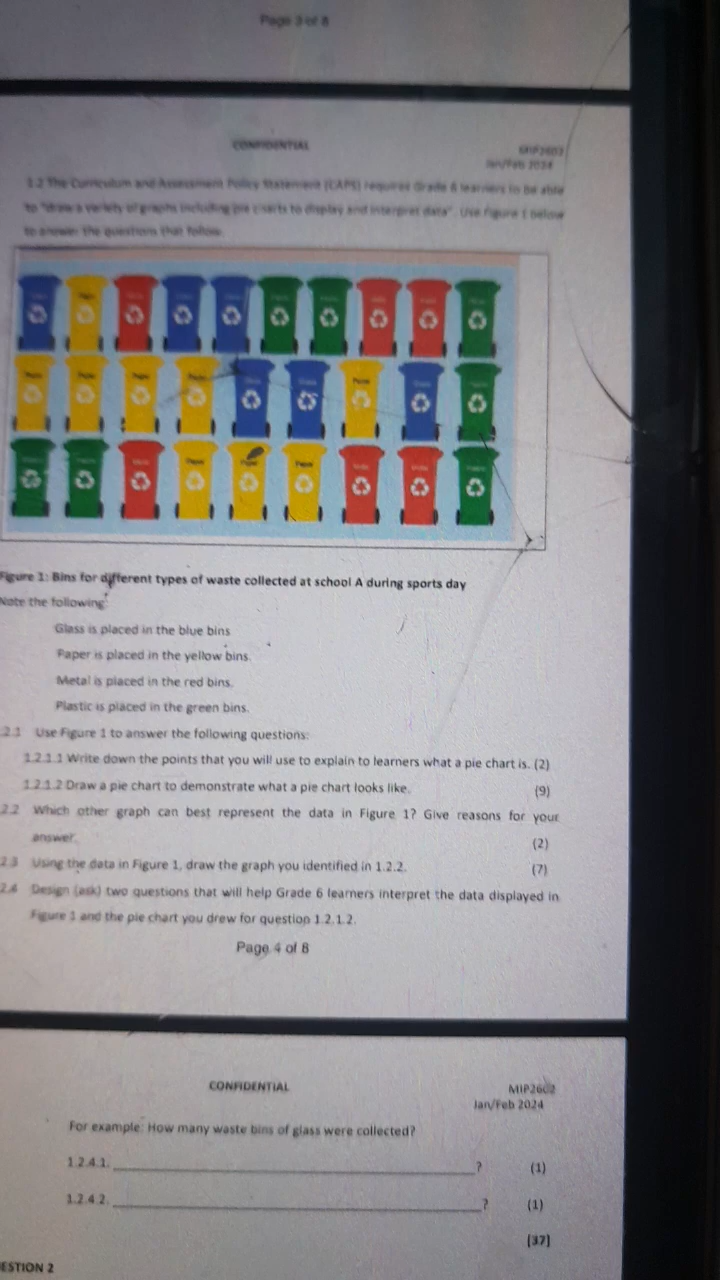 Page 3 of 8
CONFIDENTIAL
MIP2602
Jan/Feb 2024
1.2 The Curriculum and Assessment Policy Statement (CAPS) requires Grade 6 learners to be able
to "draw a variety of graphs including pie charts to display and interpret data". Use Figure 1 below
to answer the questions that follow.
Figure 1: Bins for different types of waste collected at school A during sports day
Note the following:
Glass is placed in the blue bins
Paper is placed in the yellow bins.
Metal is placed in the red bins.
Plastic is placed in the green bins.
.2.1 Use Figure 1 to answer the following questions:
1.2.1.1 Write down the points that you will use to explain to learners what a pie chart is. (2)
1.2.1.2 Draw a pie chart to demonstrate what a pie chart looks like. (9)
2.2 Which other graph can best represent the data in Figure 1? Give reasons for your
answer. (2)
2.3 Using the data in Figure 1, draw the graph you identified in 1.2.2. (7)
2.4 Design (ask) two questions that will help Grade 6 learners interpret the data displayed in
Figure 1 and the pie chart you drew for question 1.2.1.2.
Page 4 of 8
CONFIDENTIAL
MIP2602
Jan/Feb 2024
For example: How many waste bins of glass were collected?
1.2.4.1. ? (1)
1.2.4.2. ? (1)
[37]
ESTION 2